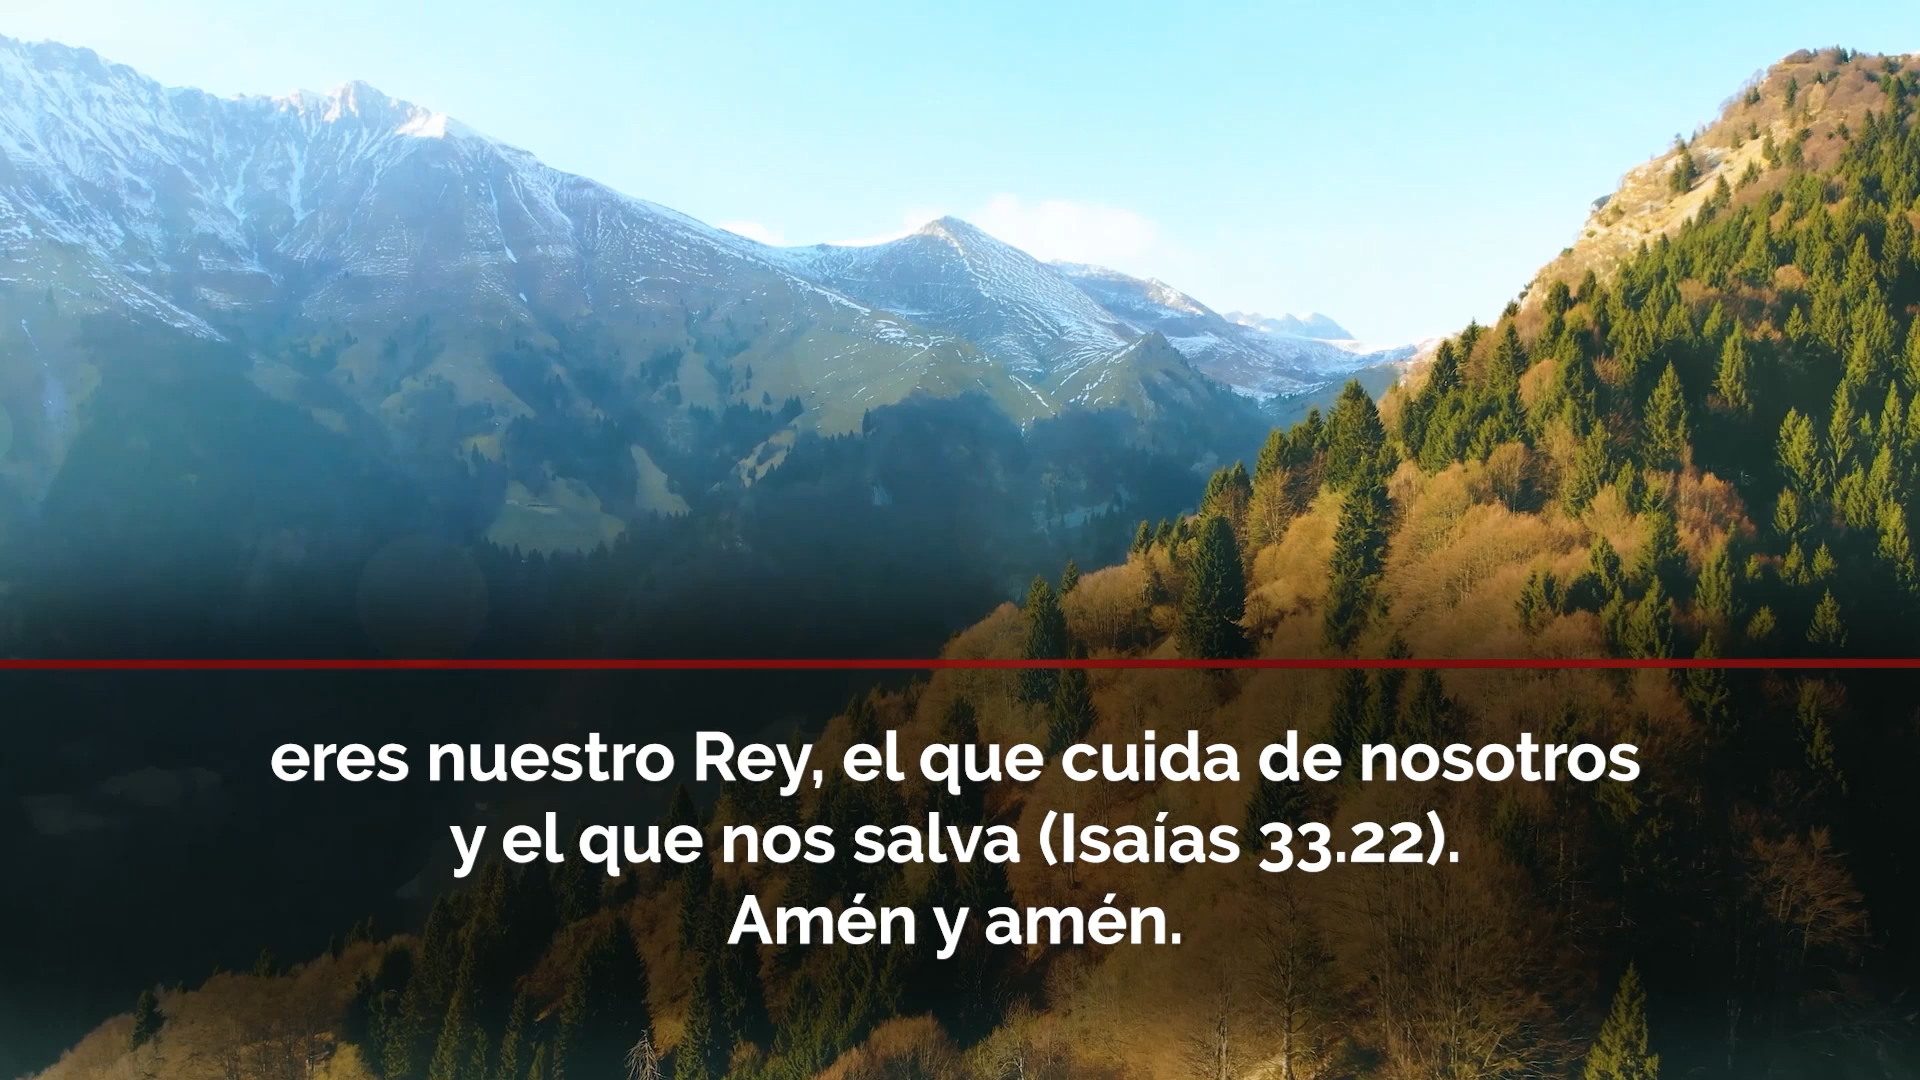 eres nuestro Rey, el que cuida de nosotros
y el que nos salva (Isaías 33.22).
Amén y amén.